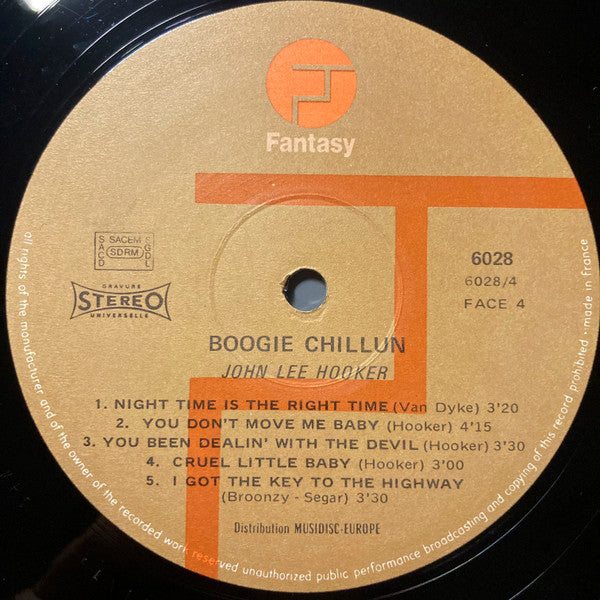 Fantasy
SACD
SACEM
SDRM
SGDL
GRAVURE
STEREO
UNIVERSELLE
6028
6028/4
FACE 4
BOOGIE CHILLUN
JOHN LEE HOOKER
1. NIGHT TIME IS THE RIGHT TIME (Van Dyke) 3'20
2. YOU DON'T MOVE ME BABY (Hooker) 4'15
3. YOU BEEN DEALIN' WITH THE DEVIL (Hooker) 3'30
4. CRUEL LITTLE BABY (Hooker) 3'00
5. I GOT THE KEY TO THE HIGHWAY
(Broonzy - Segar) 3'30
Distribution MUSIDISC-EUROPE
all rights of the manufacturer and of the owner of the recorded work reserved unauthorized public performance broadcasting and copying of this record prohibited · made in France